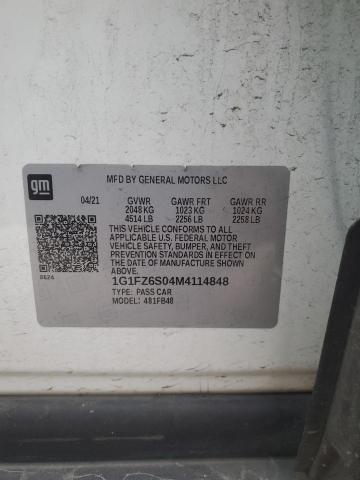 gm
MFD BY GENERAL MOTORS LLC
04/21 GVWR GAWR FRT GAWR RR
2048 KG 1023 KG 1024 KG
4514 LB 2256 LB 2258 LB
THIS VEHICLE CONFORMS TO ALL
APPLICABLE U.S. FEDERAL MOTOR
VEHICLE SAFETY, BUMPER, AND THEFT
PREVENTION STANDARDS IN EFFECT ON
THE DATE OF MANUFACTURE SHOWN ABOVE.
8624
1G1FZ6S04M4114848
TYPE: PASS CAR
MODEL: 481FB48